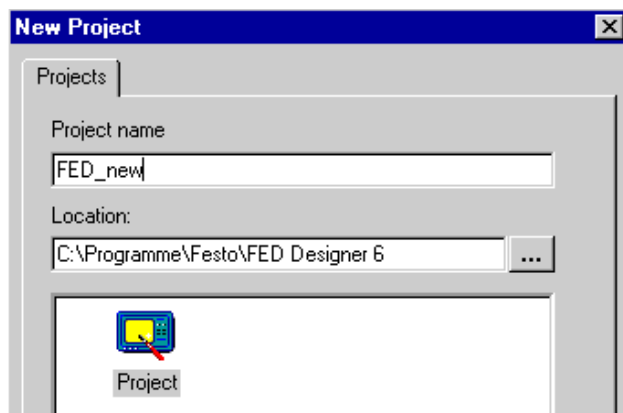 New Project
Projects
Project name
FED_new
Location:
C:\Programme\Festo\FED Designer 6
...
Project